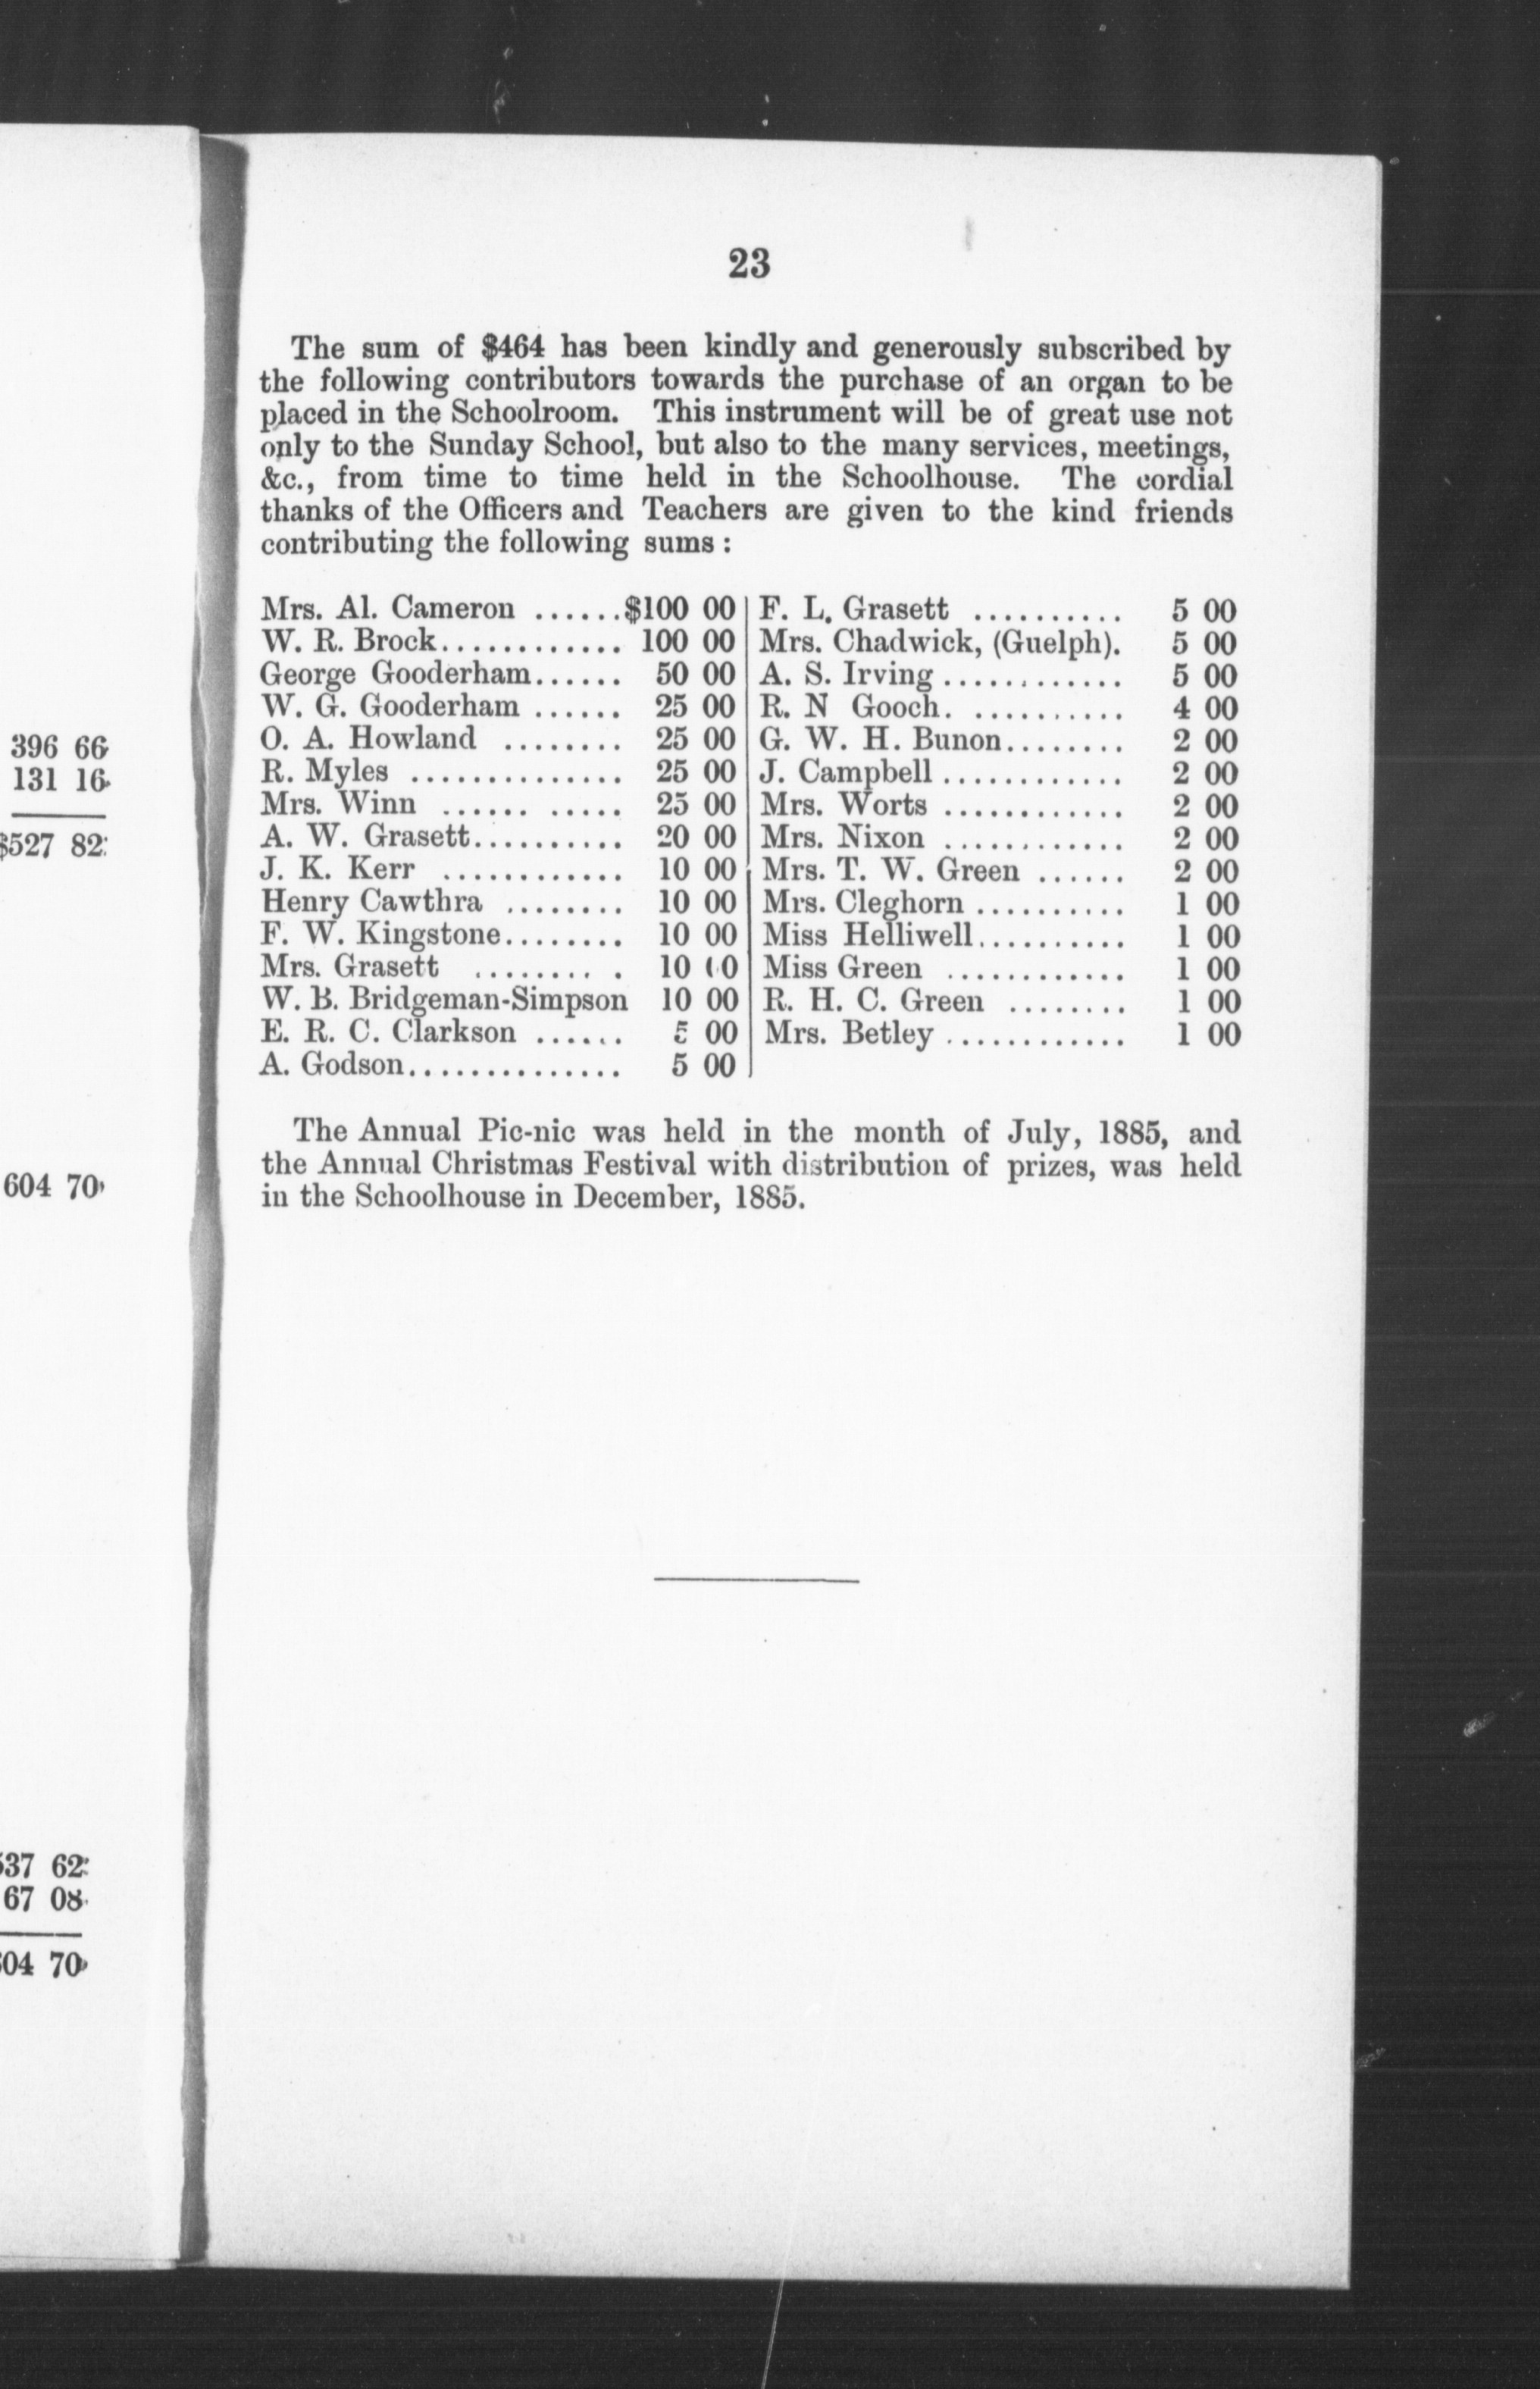 396 66
131 16
$527 82
604 70
37 62
67 08
04 70
23
The sum of $464 has been kindly and generously subscribed by
the following contributors towards the purchase of an organ to be
placed in the Schoolroom. This instrument will be of great use not
only to the Sunday School, but also to the many services, meetings,
&c., from time to time held in the Schoolhouse. The cordial
thanks of the Officers and Teachers are given to the kind friends
contributing the following sums :
Mrs. Al. Cameron ......$100 00
W. R. Brock............ 100 00
George Gooderham...... 50 00
W. G. Gooderham ...... 25 00
O. A. Howland ........ 25 00
R. Myles .............. 25 00
Mrs. Winn ...... ..... 25 00
A. W. Grasett.......... 20 00
J. K. Kerr ............ 10 00
Henry Cawthra ........ 10 00
F. W. Kingstone........ 10 00
Mrs. Grasett ........ . 10 00
W. B. Bridgeman-Simpson 10 00
E. R. C. Clarkson ...... 5 00
A. Godson.............. 5 00
F. L. Grasett .......... 5 00
Mrs. Chadwick, (Guelph). 5 00
A. S. Irving ............ 5 00
R. N Gooch. .......... 4 00
G. W. H. Bunon........ 2 00
J. Campbell ............ 2 00
Mrs. Worts ............ 2 00
Mrs. Nixon ............ 2 00
Mrs. T. W. Green ...... 2 00
Mrs. Cleghorn .......... 1 00
Miss Helliwell.......... 1 00
Miss Green ............ 1 00
R. H. C. Green ........ 1 00
Mrs. Betley ............ 1 00
The Annual Pic-nic was held in the month of July, 1885, and
the Annual Christmas Festival with distribution of prizes, was held
in the Schoolhouse in December, 1885.